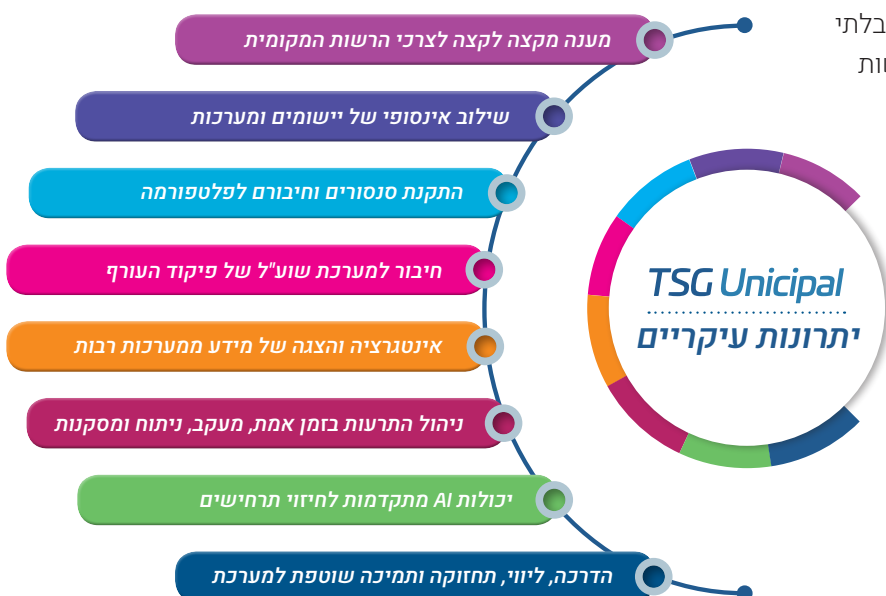 בלתי
מענה מקצה לקצה לצרכי הרשות המקומית
שילוב אינסופי של יישומים ומערכות
התקנת סנסורים וחיבורם לפלטפורמה
חיבור למערכת שוע"ל של פיקוד העורף
אינטגרציה והצגה של מידע ממערכות רבות
ניהול התרעות בזמן אמת, מעקב, ניתוח ומסקנות
יכולות AI מתקדמות לחיזוי תרחישים
הדרכה, ליווי, תחזוקה ותמיכה שוטפת למערכת
TSG Unicipal
יתרונות עיקריים